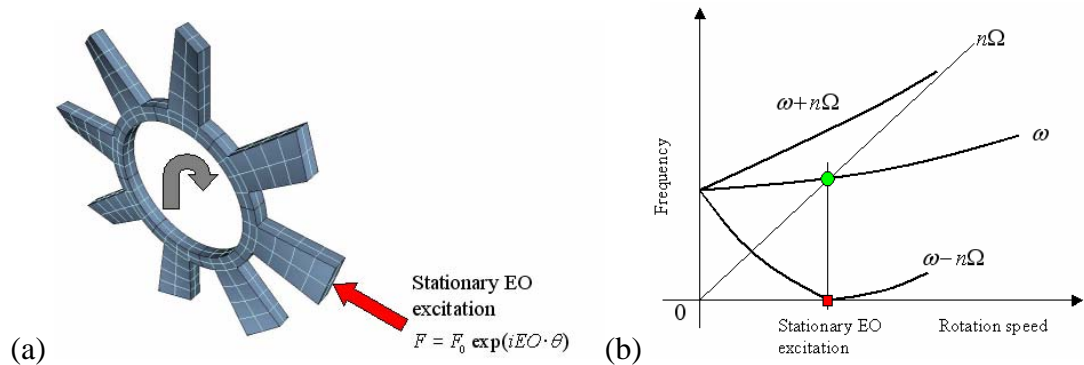 (a)
Stationary EO
excitation
F = F₀ exp(iEO·θ)
(b)
Frequency
nΩ
ω+nΩ
ω
ω−nΩ
0
Stationary EO
excitation
Rotation speed